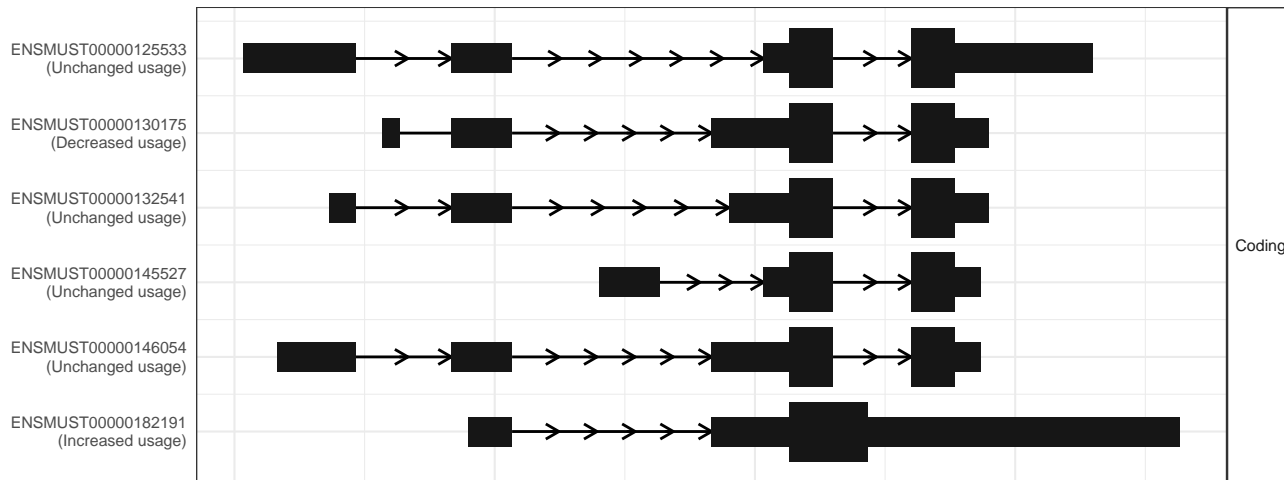 ENSMUST00000125533
(Unchanged usage)
ENSMUST00000130175
(Decreased usage)
ENSMUST00000132541
(Unchanged usage)
ENSMUST00000145527
(Unchanged usage)
ENSMUST00000146054
(Unchanged usage)
ENSMUST00000182191
(Increased usage)
Coding